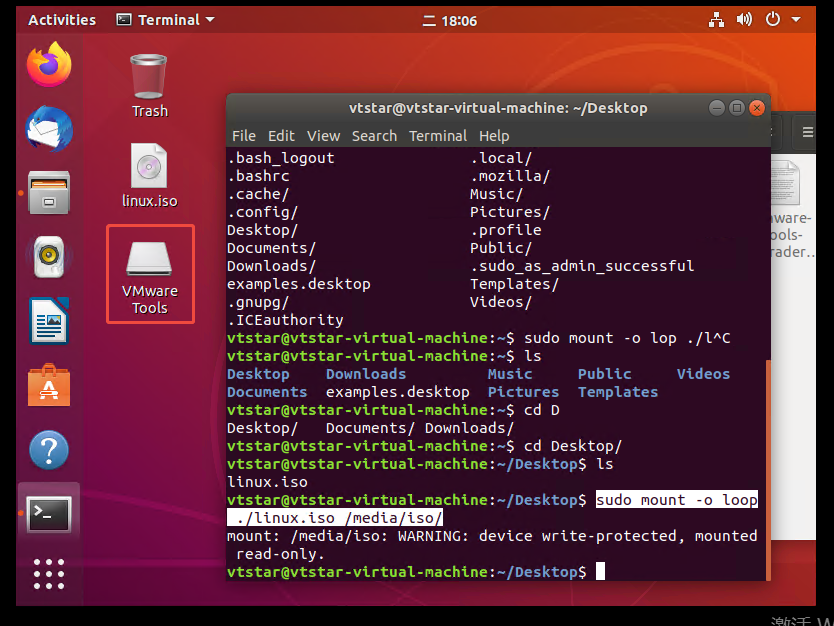 Activities Terminal 二 18:06
Trash
linux.iso
VMware
Tools
vtstar@vtstar-virtual-machine: ~/Desktop
File Edit View Search Terminal Help
.bash_logout .local/
.bashrc .mozilla/
.cache/ Music/
.config/ Pictures/
Desktop/ .profile
Documents/ Public/
Downloads/ .sudo_as_admin_successful
examples.desktop Templates/
.gnupg/ Videos/
.ICEauthority
vtstar@vtstar-virtual-machine:~$ sudo mount -o lop ./l^C
vtstar@vtstar-virtual-machine:~$ ls
Desktop Downloads Music Public Videos
Documents examples.desktop Pictures Templates
vtstar@vtstar-virtual-machine:~$ cd D
Desktop/ Documents/ Downloads/
vtstar@vtstar-virtual-machine:~$ cd Desktop/
vtstar@vtstar-virtual-machine:~/Desktop$ ls
linux.iso
vtstar@vtstar-virtual-machine:~/Desktop$ sudo mount -o loop
./linux.iso /media/iso/
mount: /media/iso: WARNING: device write-protected, mounted
read-only.
vtstar@vtstar-virtual-machine:~/Desktop$
ware-
ools-
rader...
激活 W